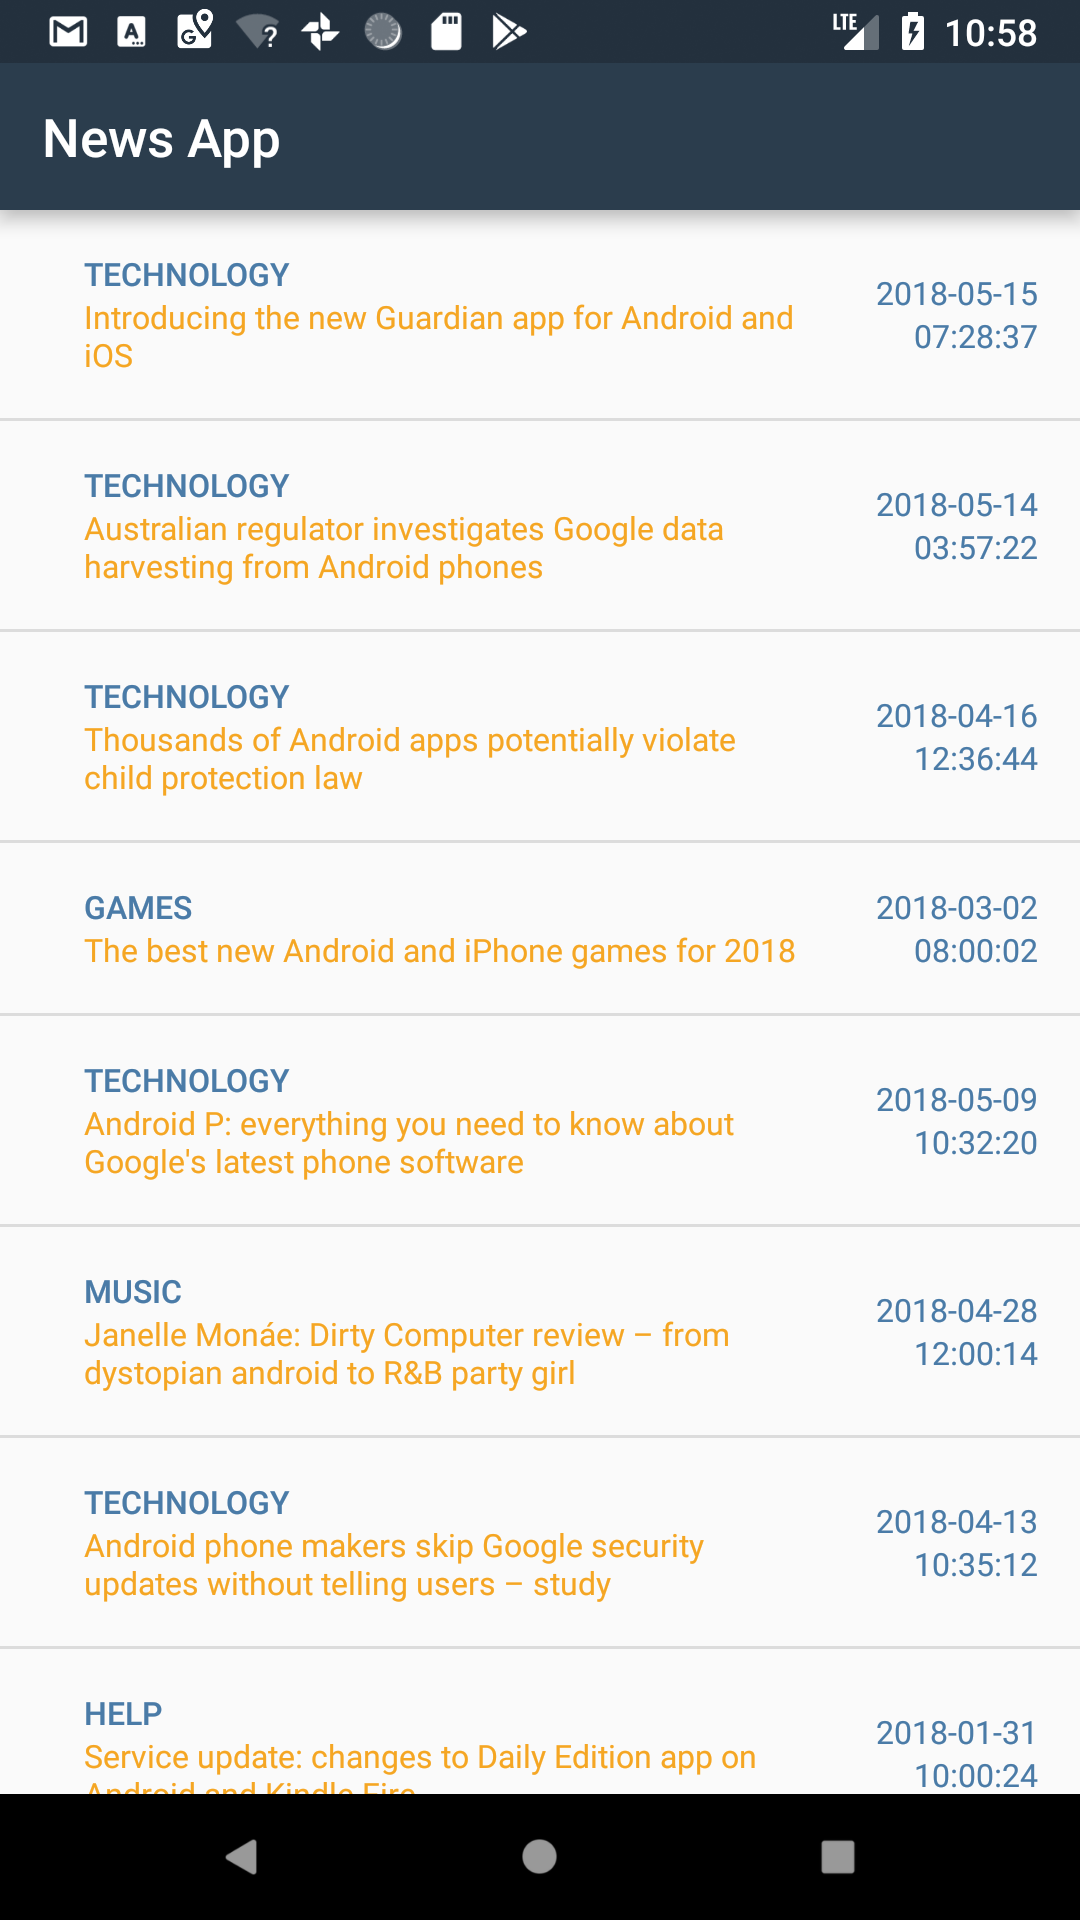 LTE 10:58
News App
TECHNOLOGY
Introducing the new Guardian app for Android and
iOS
2018-05-15
07:28:37
TECHNOLOGY
Australian regulator investigates Google data
harvesting from Android phones
2018-05-14
03:57:22
TECHNOLOGY
Thousands of Android apps potentially violate
child protection law
2018-04-16
12:36:44
GAMES
The best new Android and iPhone games for 2018
2018-03-02
08:00:02
TECHNOLOGY
Android P: everything you need to know about
Google's latest phone software
2018-05-09
10:32:20
MUSIC
Janelle Monáe: Dirty Computer review – from
dystopian android to R&B party girl
2018-04-28
12:00:14
TECHNOLOGY
Android phone makers skip Google security
updates without telling users – study
2018-04-13
10:35:12
HELP
Service update: changes to Daily Edition app on
Android and Kindle Fire
2018-01-31
10:00:24